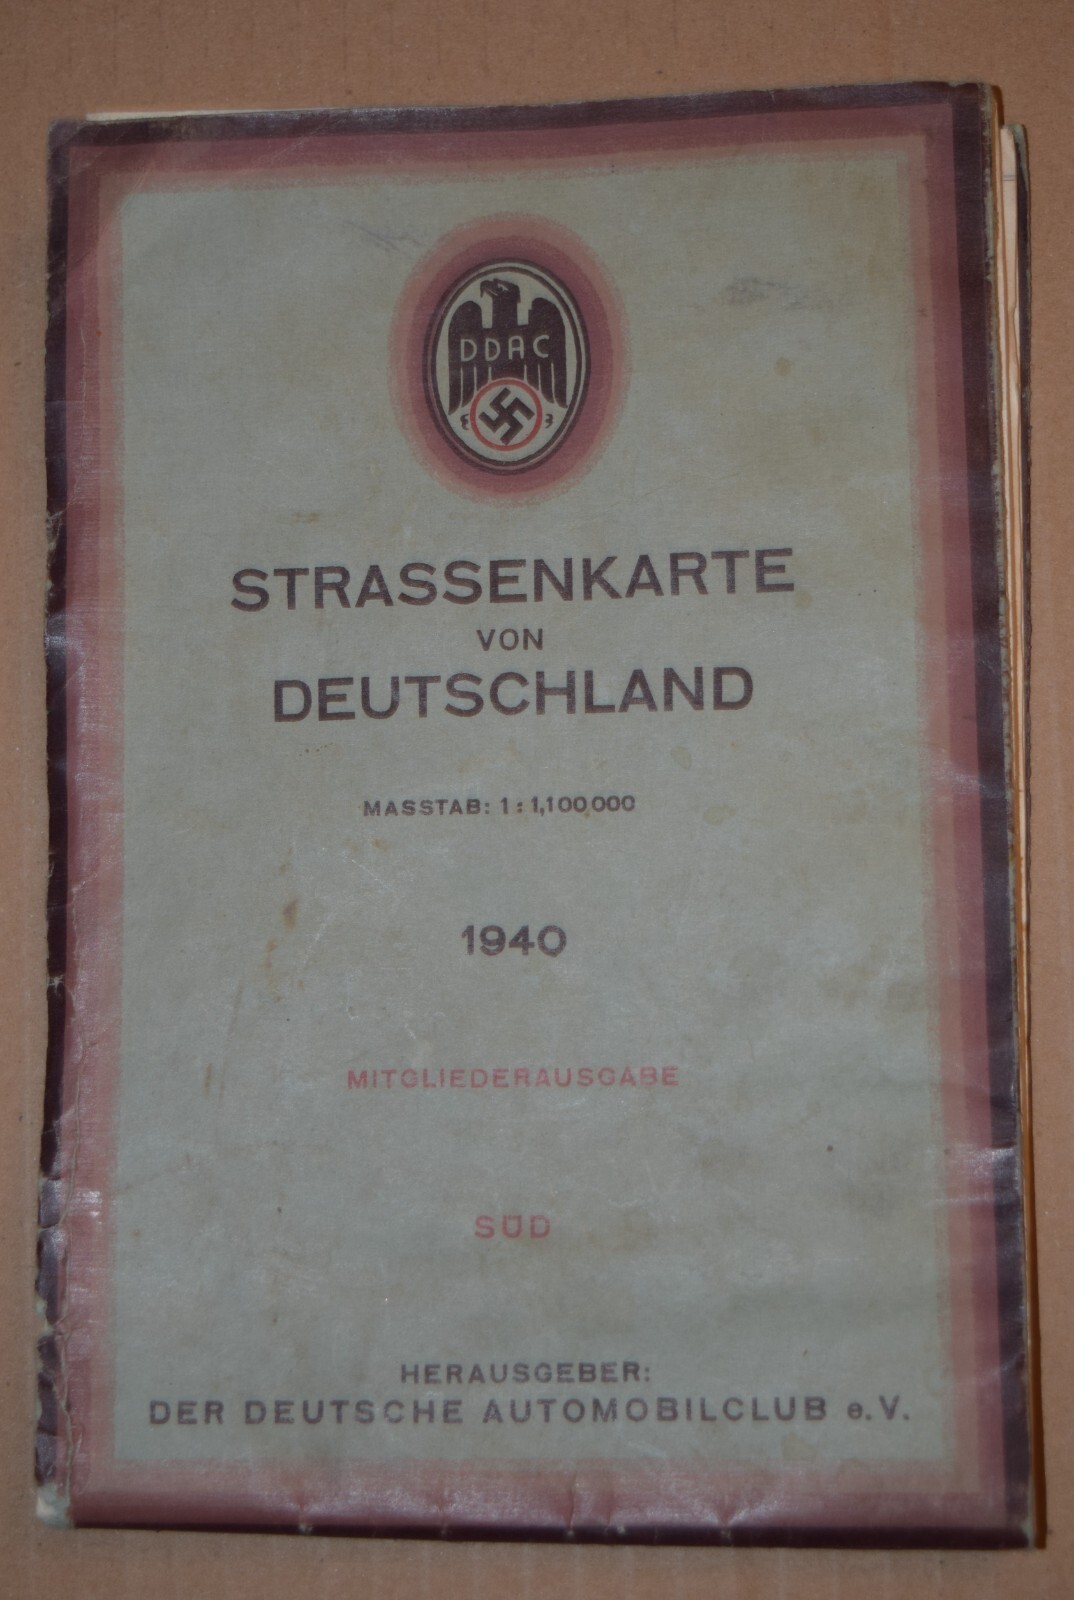 DDAC
STRASSENKARTE
VON
DEUTSCHLAND
MASSTAB: 1:1,100,000
1940
MITGLIEDERAUSGABE
SÜD
HERAUSGEBER:
DER DEUTSCHE AUTOMOBILCLUB e.V.